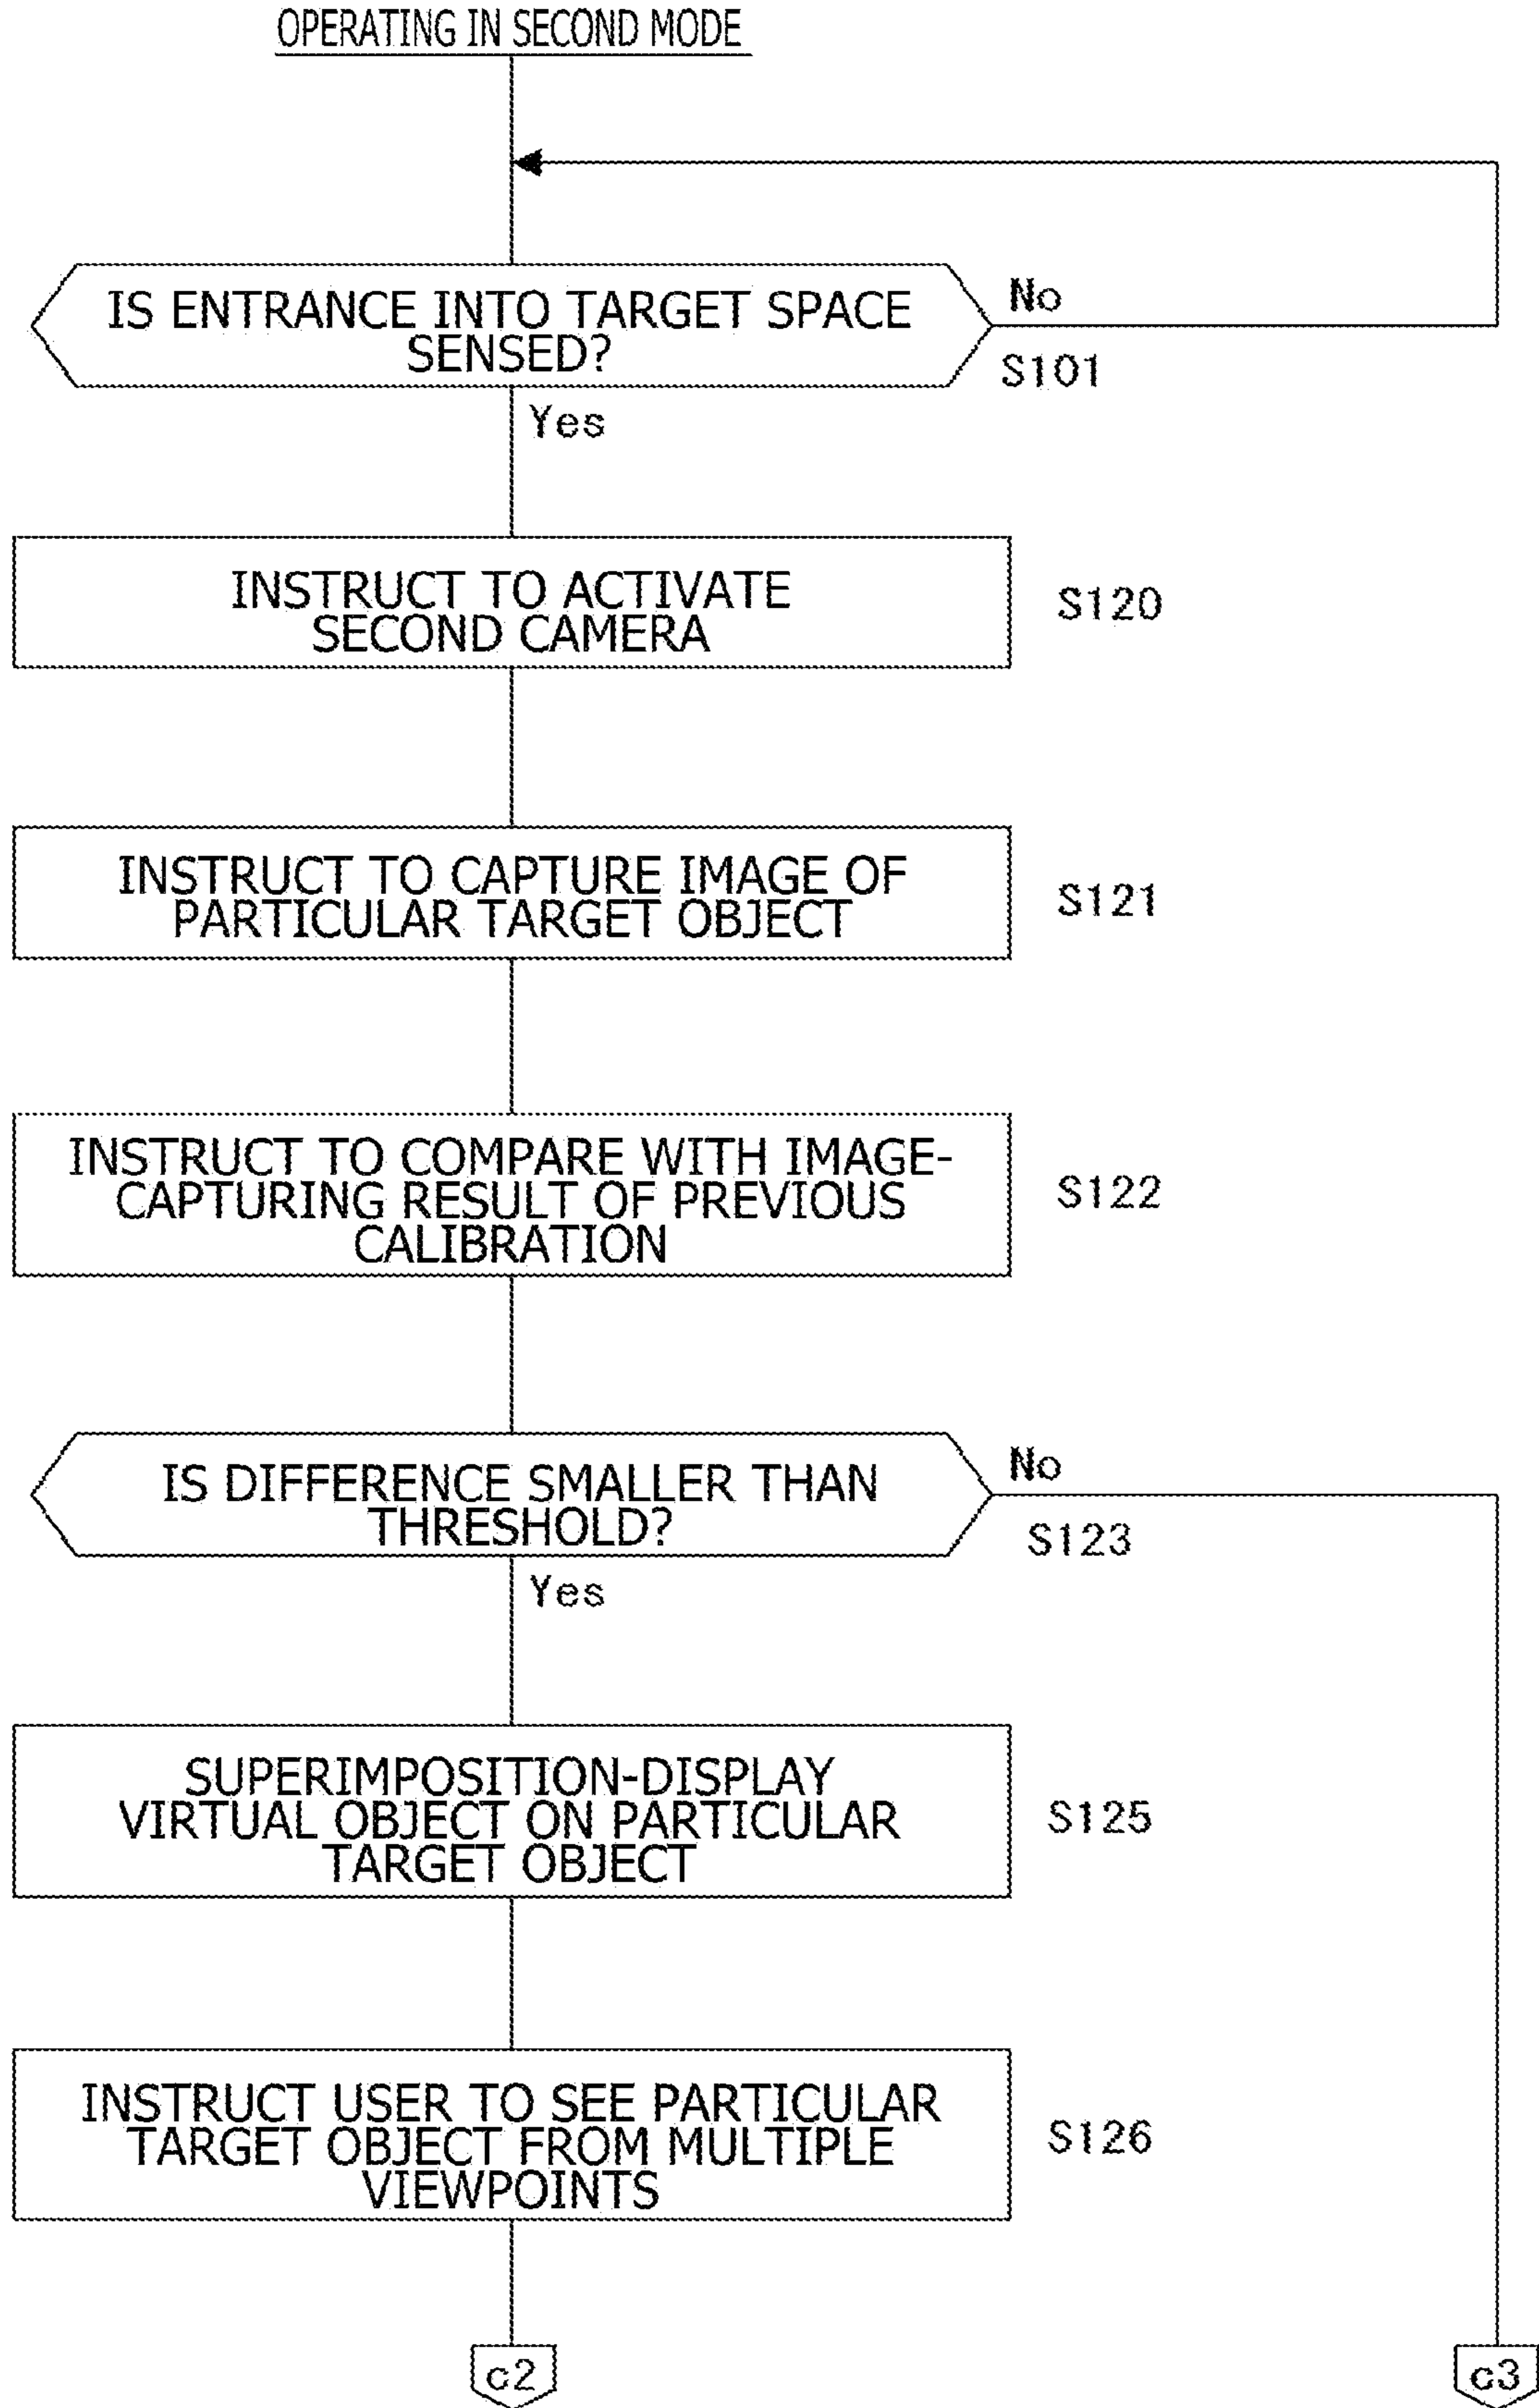 OPERATING IN SECOND MODE
IS ENTRANCE INTO TARGET SPACE
SENSED?
No
S101
Yes
INSTRUCT TO ACTIVATE
SECOND CAMERA
S120
INSTRUCT TO CAPTURE IMAGE OF
PARTICULAR TARGET OBJECT
S121
INSTRUCT TO COMPARE WITH IMAGE-
CAPTURING RESULT OF PREVIOUS
CALIBRATION
S122
IS DIFFERENCE SMALLER THAN
THRESHOLD?
No
S123
Yes
SUPERIMPOSITION-DISPLAY
VIRTUAL OBJECT ON PARTICULAR
TARGET OBJECT
S125
INSTRUCT USER TO SEE PARTICULAR
TARGET OBJECT FROM MULTIPLE
VIEWPOINTS
S126
c2
c3